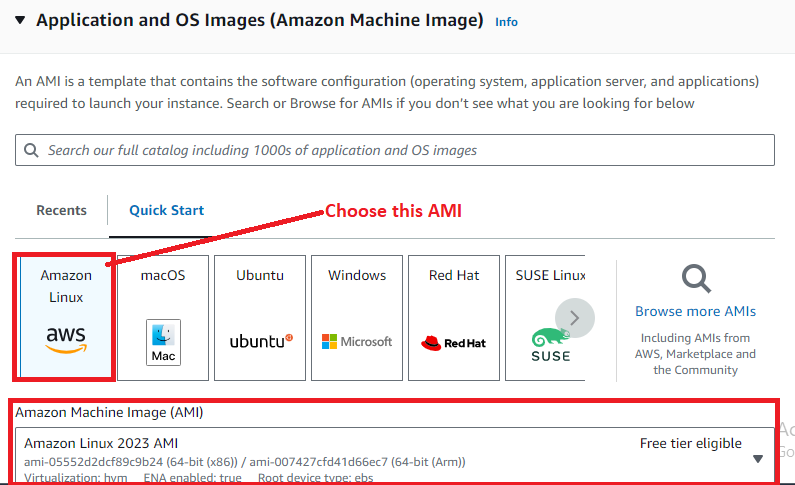 Application and OS Images (Amazon Machine Image) Info
An AMI is a template that contains the software configuration (operating system, application server, and applications)
required to launch your instance. Search or Browse for AMIs if you don’t see what you are looking for below
Search our full catalog including 1000s of application and OS images
Recents
Quick Start
Choose this AMI
Amazon
Linux
aws
macOS
Mac
Ubuntu
ubuntu
Windows
Microsoft
Red Hat
Red Hat
SUSE Linux
SUSE
Browse more AMIs
Including AMIs from
AWS, Marketplace and
the Community
Amazon Machine Image (AMI)
Amazon Linux 2023 AMI
Free tier eligible
ami-05552d2dcf89c9b24 (64-bit (x86)) / ami-007427cfd41d66ec7 (64-bit (Arm))
Virtualization: hvm ENA enabled: true Root device type: ebs